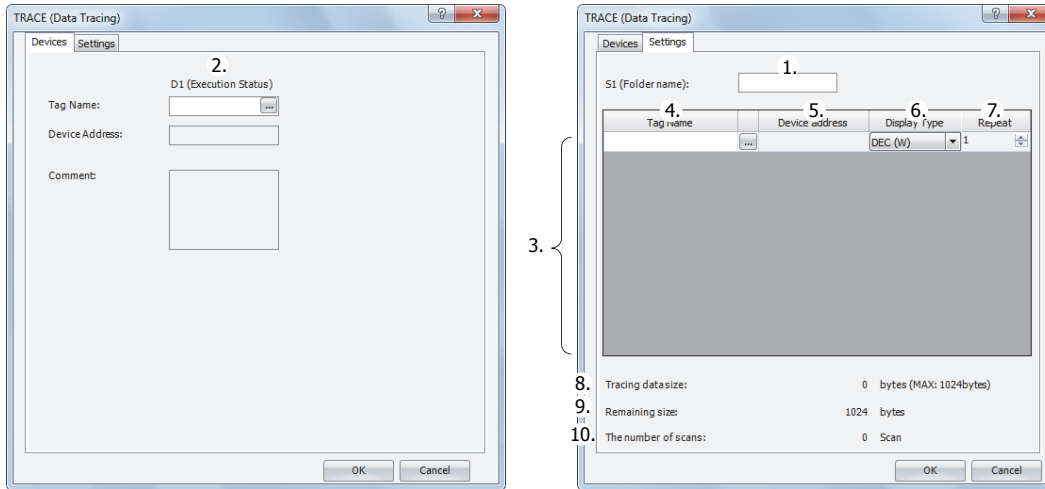 TRACE (Data Tracing)
?
Devices Settings
2.
D1 (Execution Status)
Tag Name: ...
Device Address:
Comment:
OK Cancel
TRACE (Data Tracing)
?
Devices Settings
1.
S1 (Folder name):
4. 5. 6. 7.
Tag Name Device address Display Type Repeat
... DEC (W) 1
3.
8. Tracing data size: 0 bytes (MAX: 1024bytes)
9. Remaining size: 1024 bytes
10. The number of scans: 0 Scan
OK Cancel